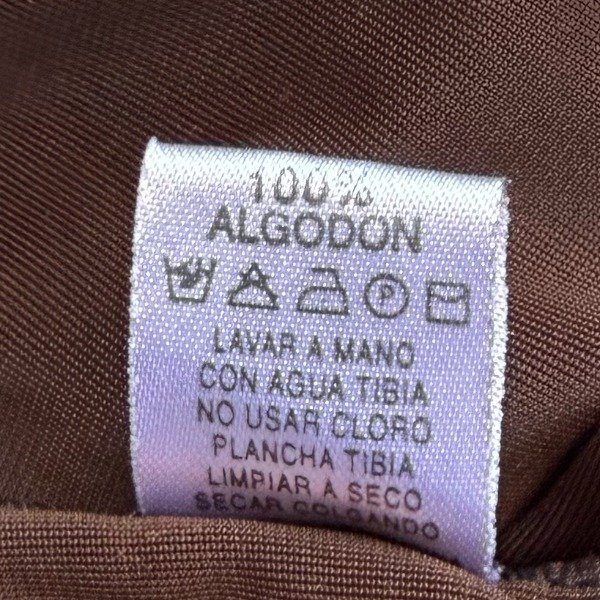 100%
ALGODON
P
LAVAR A MANO
CON AGUA TIBIA
NO USAR CLORO
PLANCHA TIBIA
LIMPIAR A SECO
SECAR COLGANDO